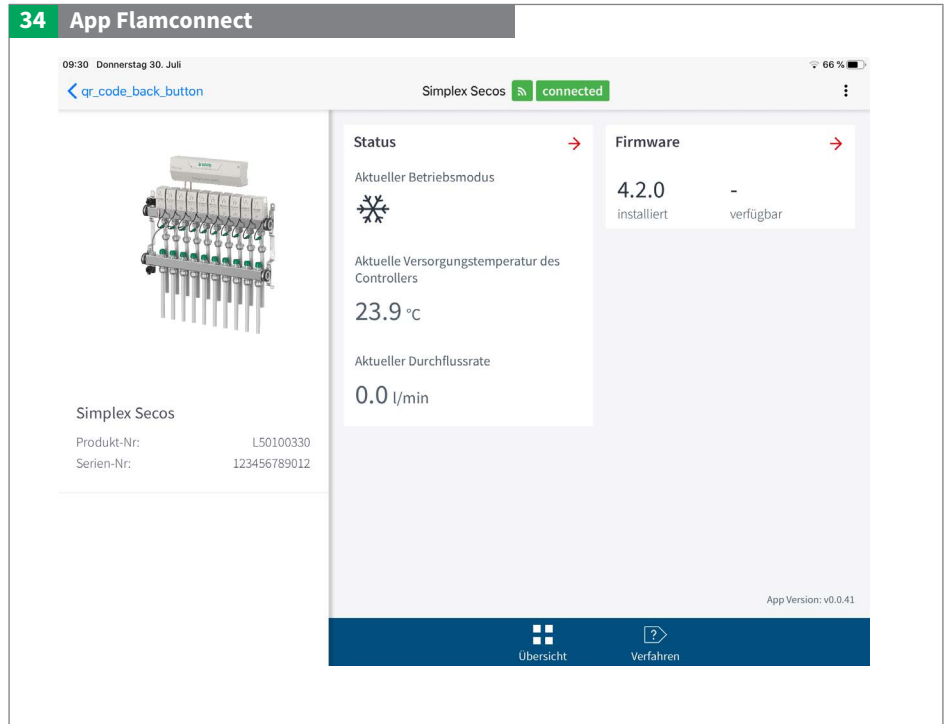 34 App Flamconnect
09:30 Donnerstag 30. Juli
66 %
qr_code_back_button
Simplex Secos connected
Status
Aktueller Betriebsmodus
Aktuelle Versorgungstemperatur des
Controllers
23.9 °C
Aktueller Durchflussrate
0.0 l/min
Firmware
4.2.0 -
installiert verfügbar
Simplex Secos
Produkt-Nr: L50100330
Serien-Nr: 123456789012
App Version: v0.0.41
Übersicht Verfahren